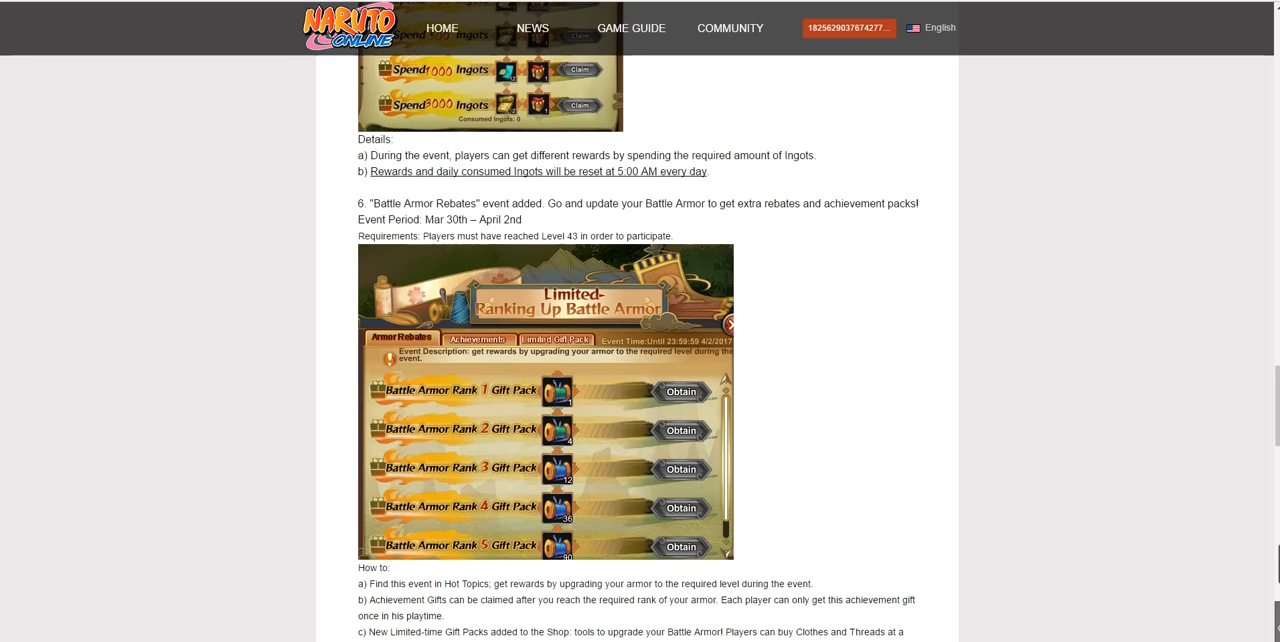 NARUTO
ONLINE
HOME
NEWS
GAME GUIDE
COMMUNITY
1825629037674277...
English
Claim
Spend 1000 Ingots
12
1
Claim
Spend 3000 Ingots
2
1
Claim
Consumed Ingots: 0
Details:
a) During the event, players can get different rewards by spending the required amount of Ingots.
b) Rewards and daily consumed Ingots will be reset at 5:00 AM every day.
6. "Battle Armor Rebates" event added. Go and update your Battle Armor to get extra rebates and achievement packs!
Event Period: Mar 30th – April 2nd
Requirements: Players must have reached Level 43 in order to participate.
Limited-
Ranking Up Battle Armor
Armor Rebates
Achievements
Limited Gift Pack
Event Time:Until 23:59:59 4/2/2017
Event Description: get rewards by upgrading your armor to the required level during the
event.
Battle Armor Rank 1 Gift Pack
1
Obtain
Battle Armor Rank 2 Gift Pack
4
Obtain
Battle Armor Rank 3 Gift Pack
12
Obtain
Battle Armor Rank 4 Gift Pack
36
Obtain
Battle Armor Rank 5 Gift Pack
90
Obtain
How to:
a) Find this event in Hot Topics; get rewards by upgrading your armor to the required level during the event.
b) Achievement Gifts can be claimed after you reach the required rank of your armor. Each player can only get this achievement gift
once in his playtime.
c) New Limited-time Gift Packs added to the Shop: tools to upgrade your Battle Armor! Players can buy Clothes and Threads at a